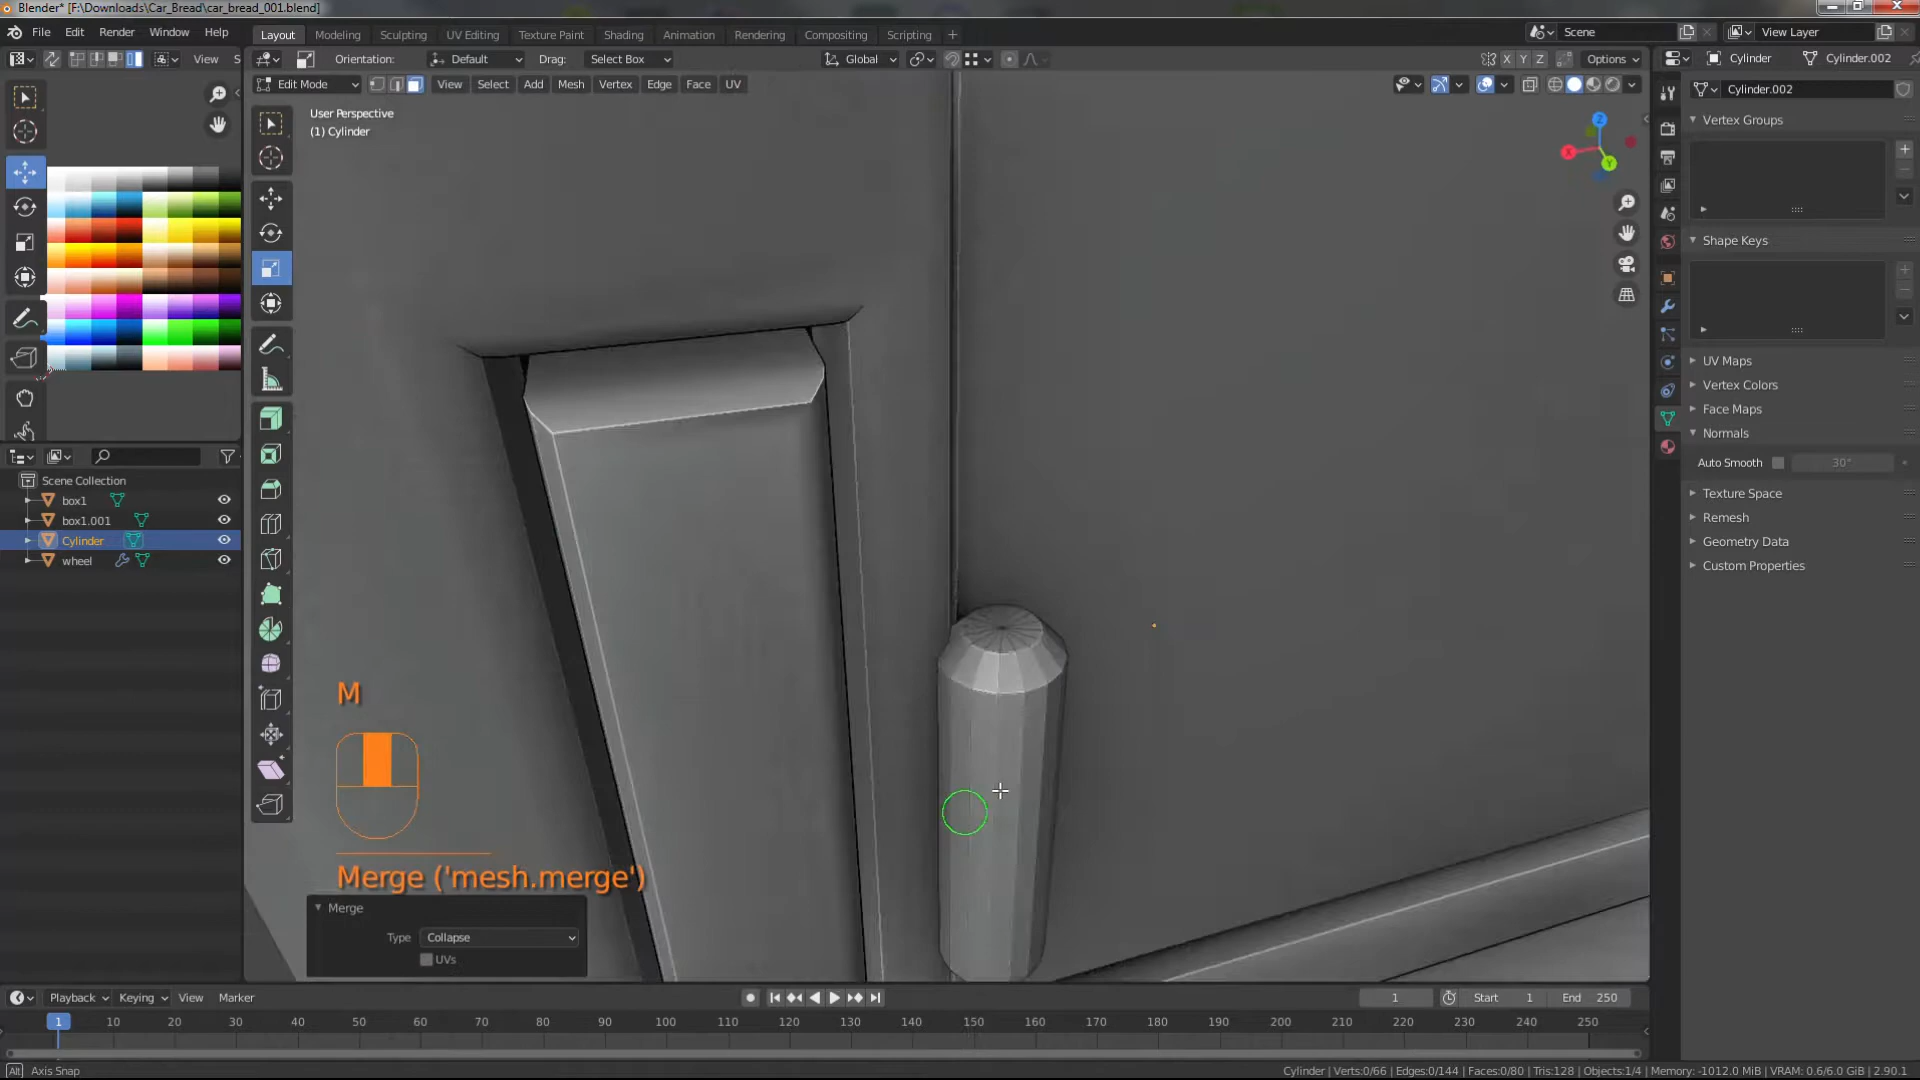 Blender* [F:\Downloads\Car_Bread\car_bread_001.blend]
File Edit Render Window Help
Layout Modeling Sculpting UV Editing Texture Paint Shading Animation Rendering Compositing Scripting +
Scene
View Layer
View S
Orientation: Default Drag: Select Box
Global
X Y Z Options
Cylinder Cylinder.002
Edit Mode View Select Add Mesh Vertex Edge Face UV
Cylinder.002
User Perspective
(1) Cylinder
Vertex Groups
Z
X
Y
Shape Keys
UV Maps
Vertex Colors
Face Maps
Normals
Auto Smooth 30°
Texture Space
Remesh
Geometry Data
Custom Properties
Scene Collection
box1
box1.001
Cylinder
wheel
M
Merge ('mesh.merge')
Merge
Type Collapse
UVs
Playback Keying View Marker
1 Start 1 End 250
1 10 20 30 40 50 60 70 80 90 100 110 120 130 140 150 160 170 180 190 200 210 220 230 240 250
Alt Axis Snap
Cylinder | Verts:0/66 | Edges:0/144 | Faces:0/80 | Tris:128 | Objects:1/4 | Memory: -1012.0 MiB | VRAM: 0.6/6.0 GiB | 2.90.1